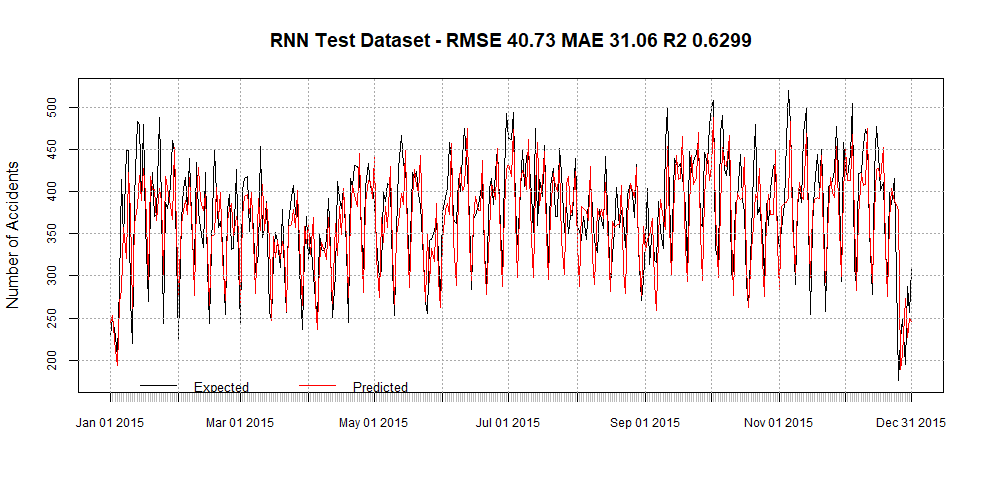 RNN Test Dataset - RMSE 40.73 MAE 31.06 R2 0.6299
Number of Accidents
500
450
400
350
300
250
200
Expected Predicted
Jan 01 2015 Mar 01 2015 May 01 2015 Jul 01 2015 Sep 01 2015 Nov 01 2015 Dec 31 2015